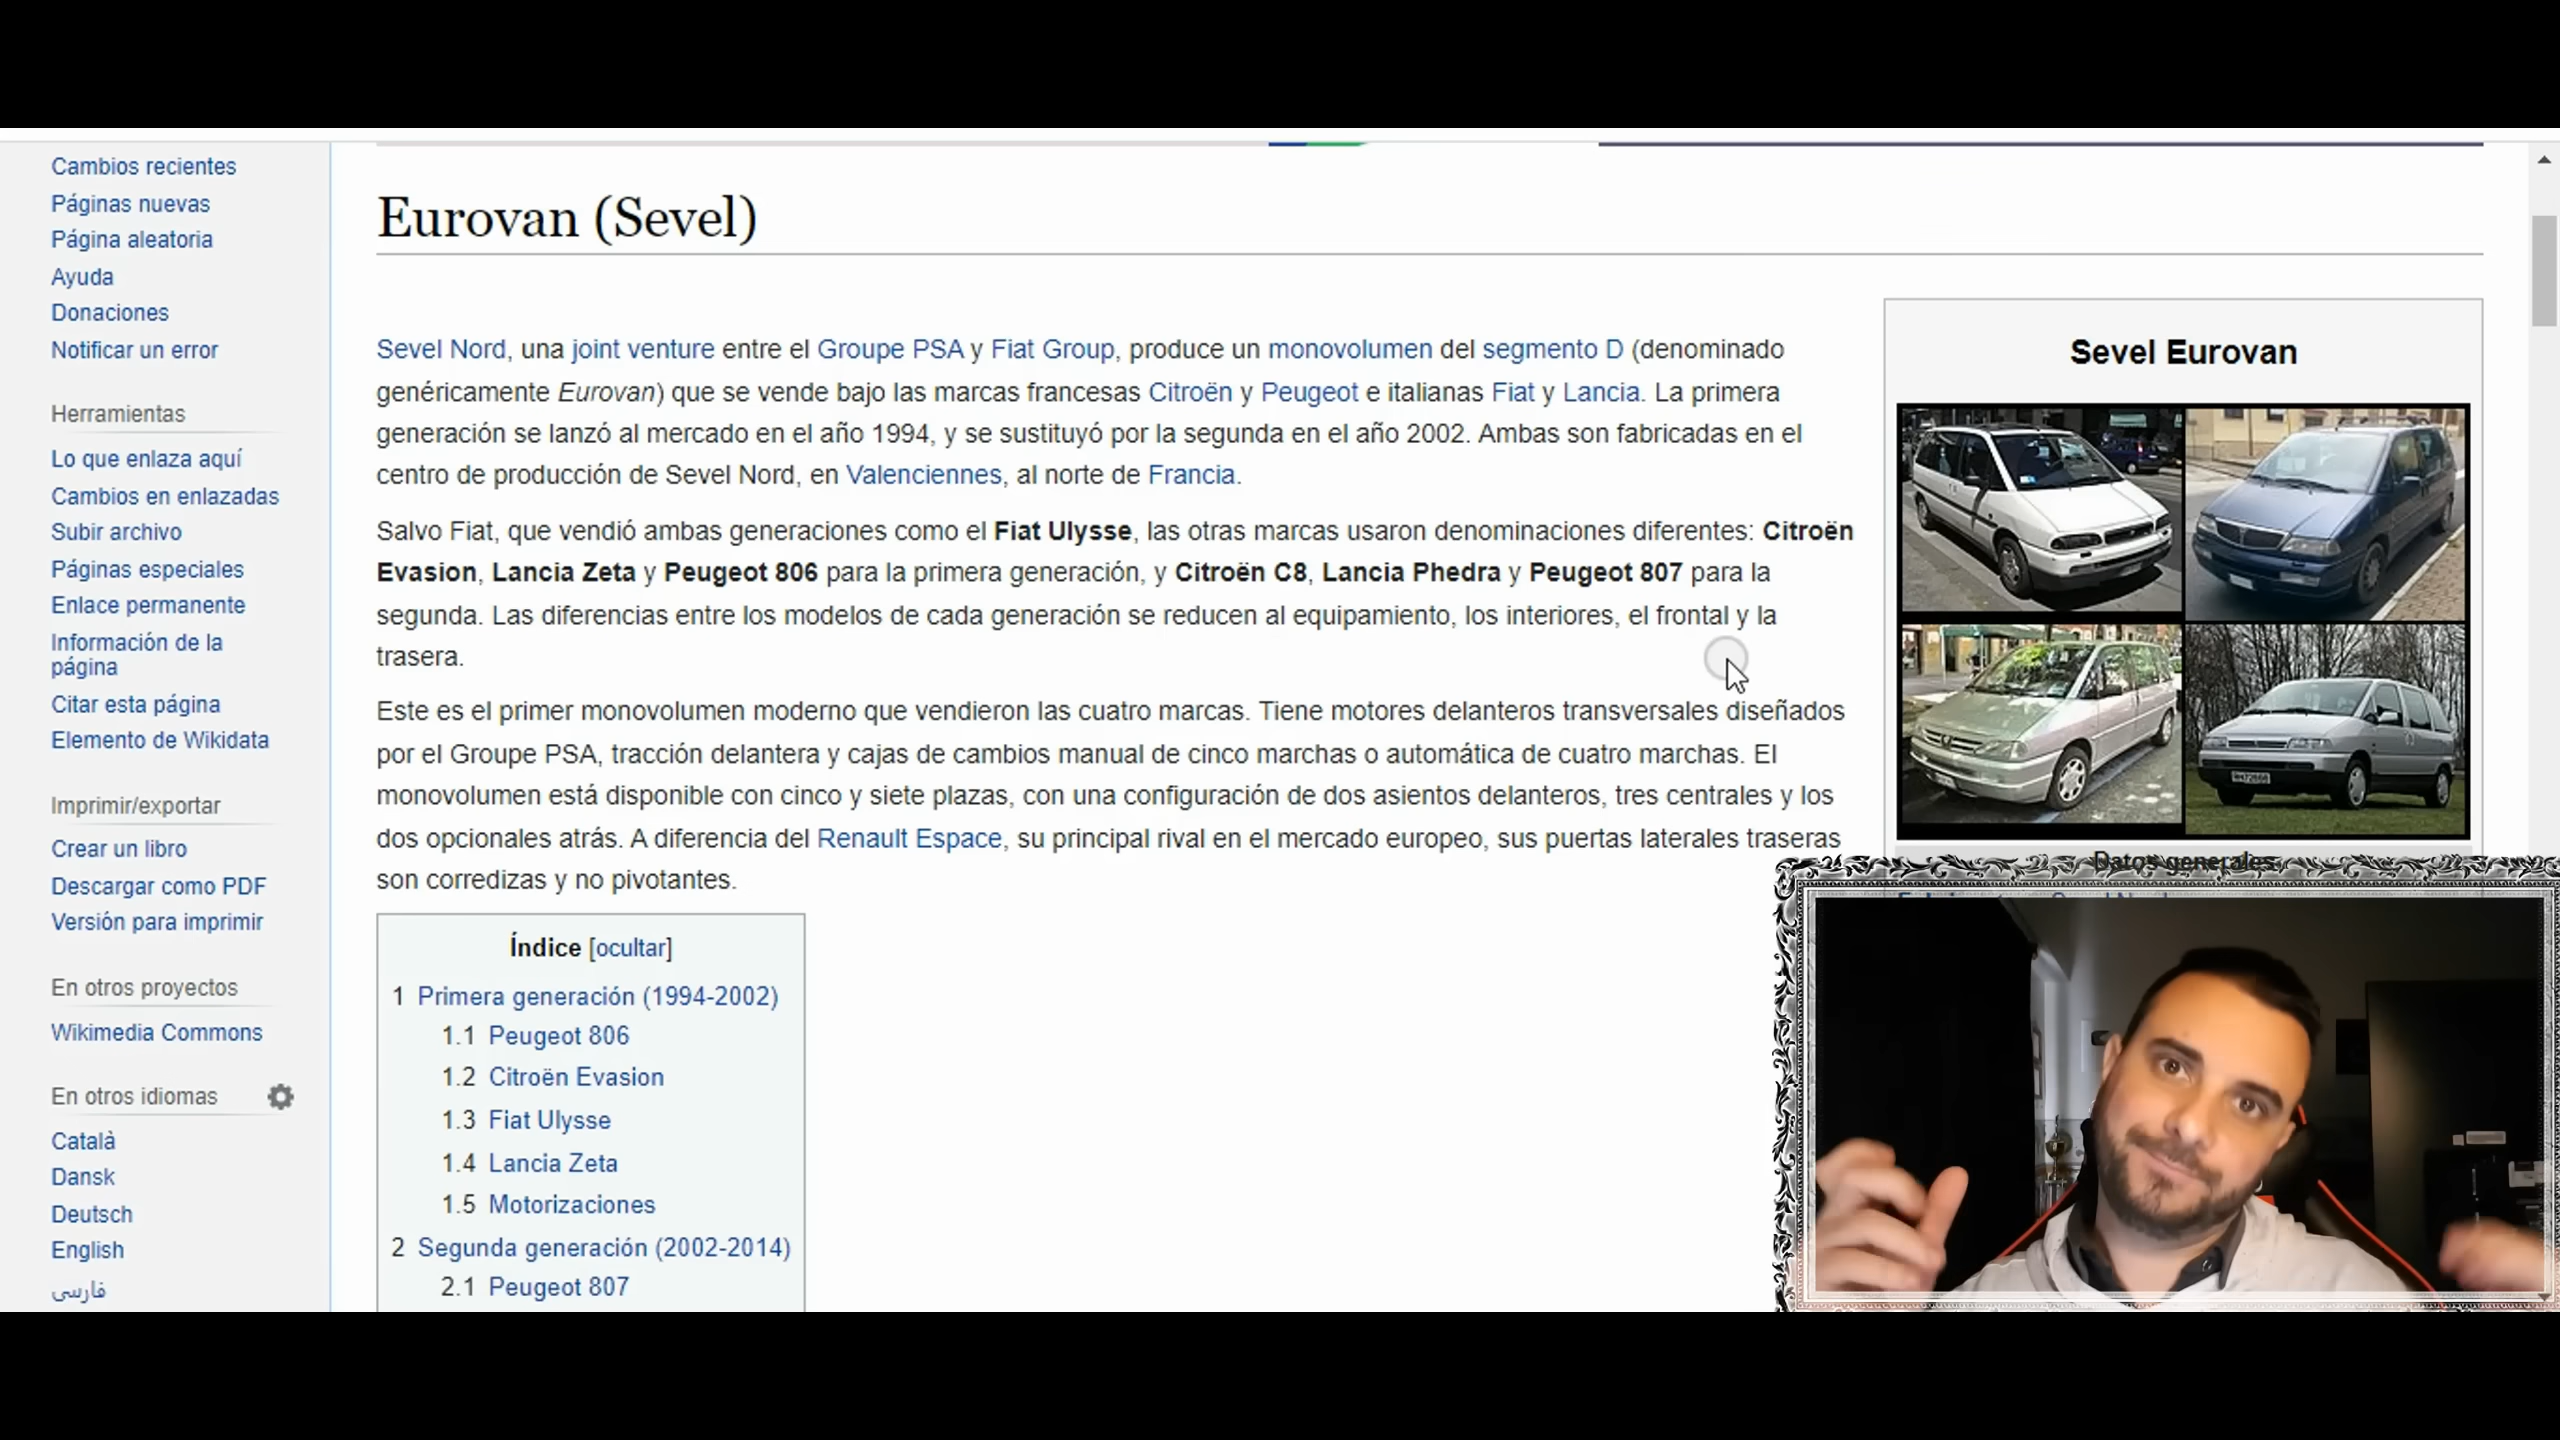 Cambios recientes
Páginas nuevas
Página aleatoria
Ayuda
Donaciones
Notificar un error
Herramientas
Lo que enlaza aquí
Cambios en enlazadas
Subir archivo
Páginas especiales
Enlace permanente
Información de la
página
Citar esta página
Elemento de Wikidata
Imprimir/exportar
Crear un libro
Descargar como PDF
Versión para imprimir
En otros proyectos
Wikimedia Commons
En otros idiomas
Català
Dansk
Deutsch
English
فارسی
Eurovan (Sevel)
Sevel Nord, una joint venture entre el Groupe PSA y Fiat Group, produce un monovolumen del segmento D (denominado
genéricamente Eurovan) que se vende bajo las marcas francesas Citroën y Peugeot e italianas Fiat y Lancia. La primera
generación se lanzó al mercado en el año 1994, y se sustituyó por la segunda en el año 2002. Ambas son fabricadas en el
centro de producción de Sevel Nord, en Valenciennes, al norte de Francia.
Salvo Fiat, que vendió ambas generaciones como el Fiat Ulysse, las otras marcas usaron denominaciones diferentes: Citroën
Evasion, Lancia Zeta y Peugeot 806 para la primera generación, y Citroën C8, Lancia Phedra y Peugeot 807 para la
segunda. Las diferencias entre los modelos de cada generación se reducen al equipamiento, los interiores, el frontal y la
trasera.
Este es el primer monovolumen moderno que vendieron las cuatro marcas. Tiene motores delanteros transversales diseñados
por el Groupe PSA, tracción delantera y cajas de cambios manual de cinco marchas o automática de cuatro marchas. El
monovolumen está disponible con cinco y siete plazas, con una configuración de dos asientos delanteros, tres centrales y los
dos opcionales atrás. A diferencia del Renault Espace, su principal rival en el mercado europeo, sus puertas laterales traseras
son corredizas y no pivotantes.
Índice [ocultar]
1 Primera generación (1994-2002)
1.1 Peugeot 806
1.2 Citroën Evasion
1.3 Fiat Ulysse
1.4 Lancia Zeta
1.5 Motorizaciones
2 Segunda generación (2002-2014)
2.1 Peugeot 807
Sevel Eurovan
Datos generales